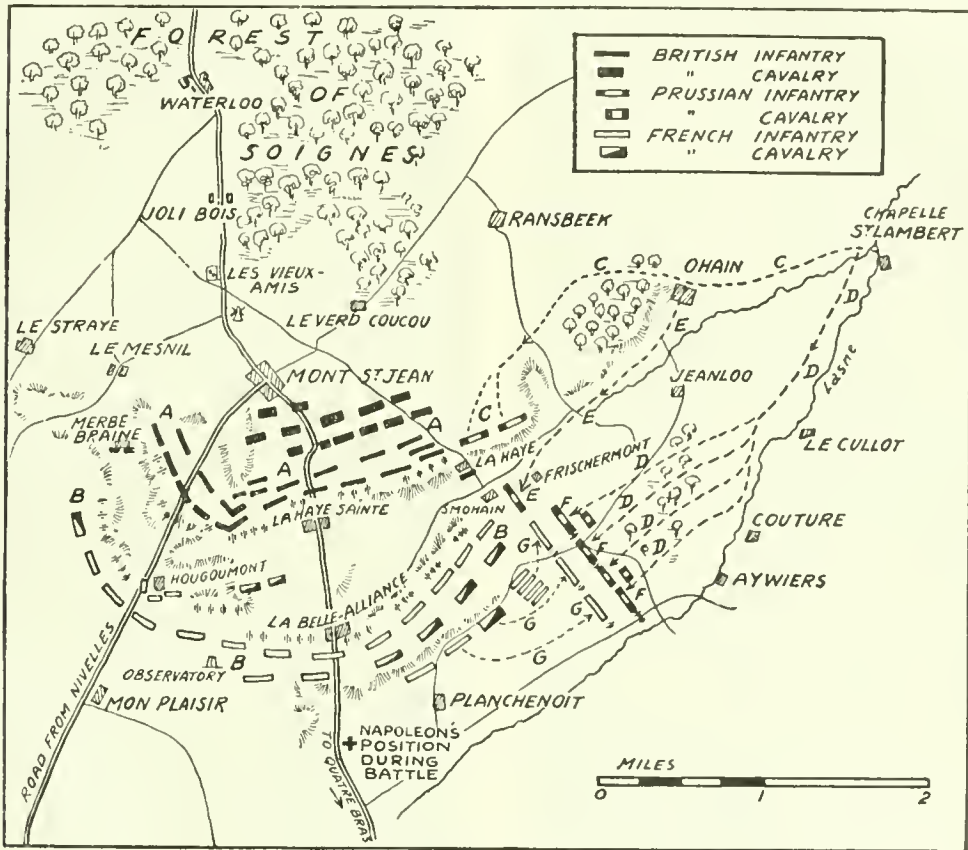 FOREST
OF
SOIGNES
WATERLOO
BRITISH INFANTRY
" CAVALRY
PRUSSIAN INFANTRY
" CAVALRY
FRENCH INFANTRY
" CAVALRY
JOLI BOIS
RANSBEEK
CHAPELLE
ST LAMBERT
LES VIEUX-
AMIS
C
OHAIN
C
D
LE STRAYE
LE VERD COUCOU
E
LE MESNIL
MONT ST JEAN
JEANLOO
D
Lasne
MERBE
BRAINE
A
A
C
E
LE CULLOT
A
LA HAYE
FRISCHERMONT
D
D
D
B
LA HAYE SAINTE
SMOHAIN
E
F
F
F
COUTURE
HOUGOUMONT
B
G
G
G
G
AYWIERS
LA BELLE-ALLIANCE
B
OBSERVATORY
MON PLAISIR
PLANCHENOIT
ROAD FROM NIVELLES
NAPOLEON'S
POSITION
DURING
BATTLE
TO QUATRE BRAS
MILES
0 1 2